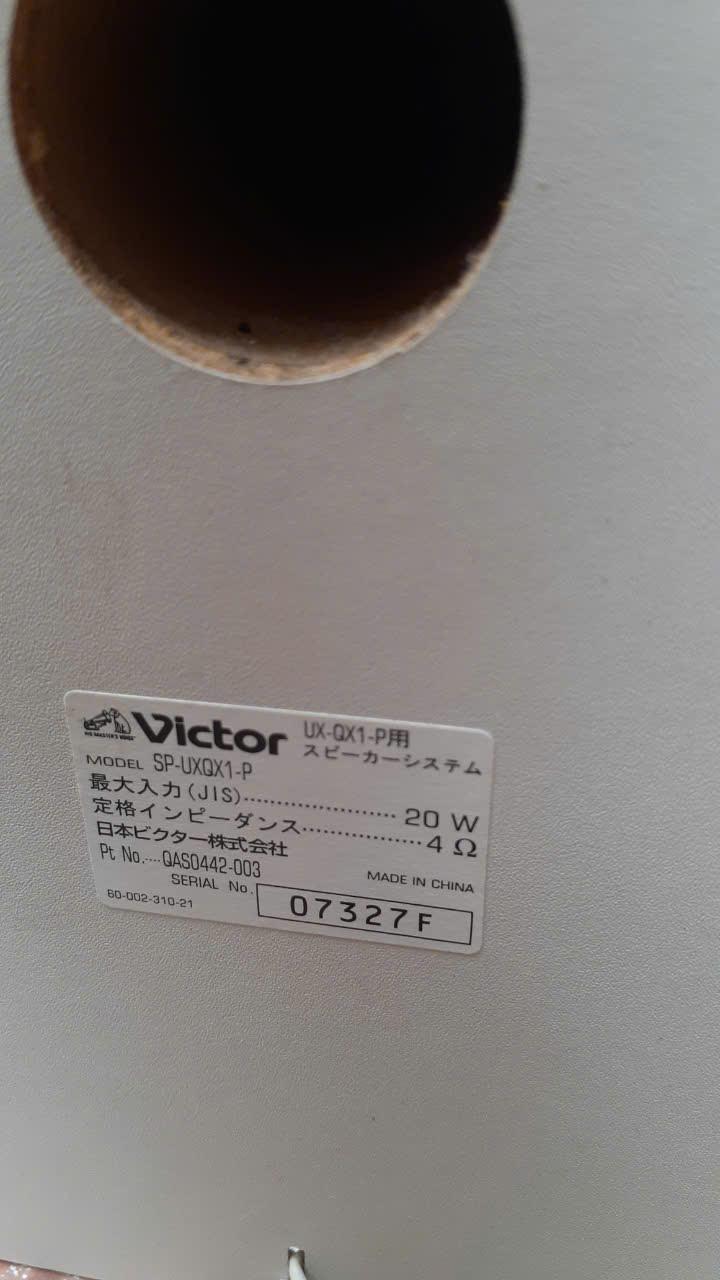 HIS MASTER'S VOICE
Victor
UX-QX1-P用
スピーカーシステム
MODEL SP-UXQX1-P
最大入力(JIS).................... 20 W
定格インピーダンス................ 4 Ω
日本ビクター株式会社
Pt No.....QAS0442-003
MADE IN CHINA
SERIAL No. 07327F
60-002-310-21